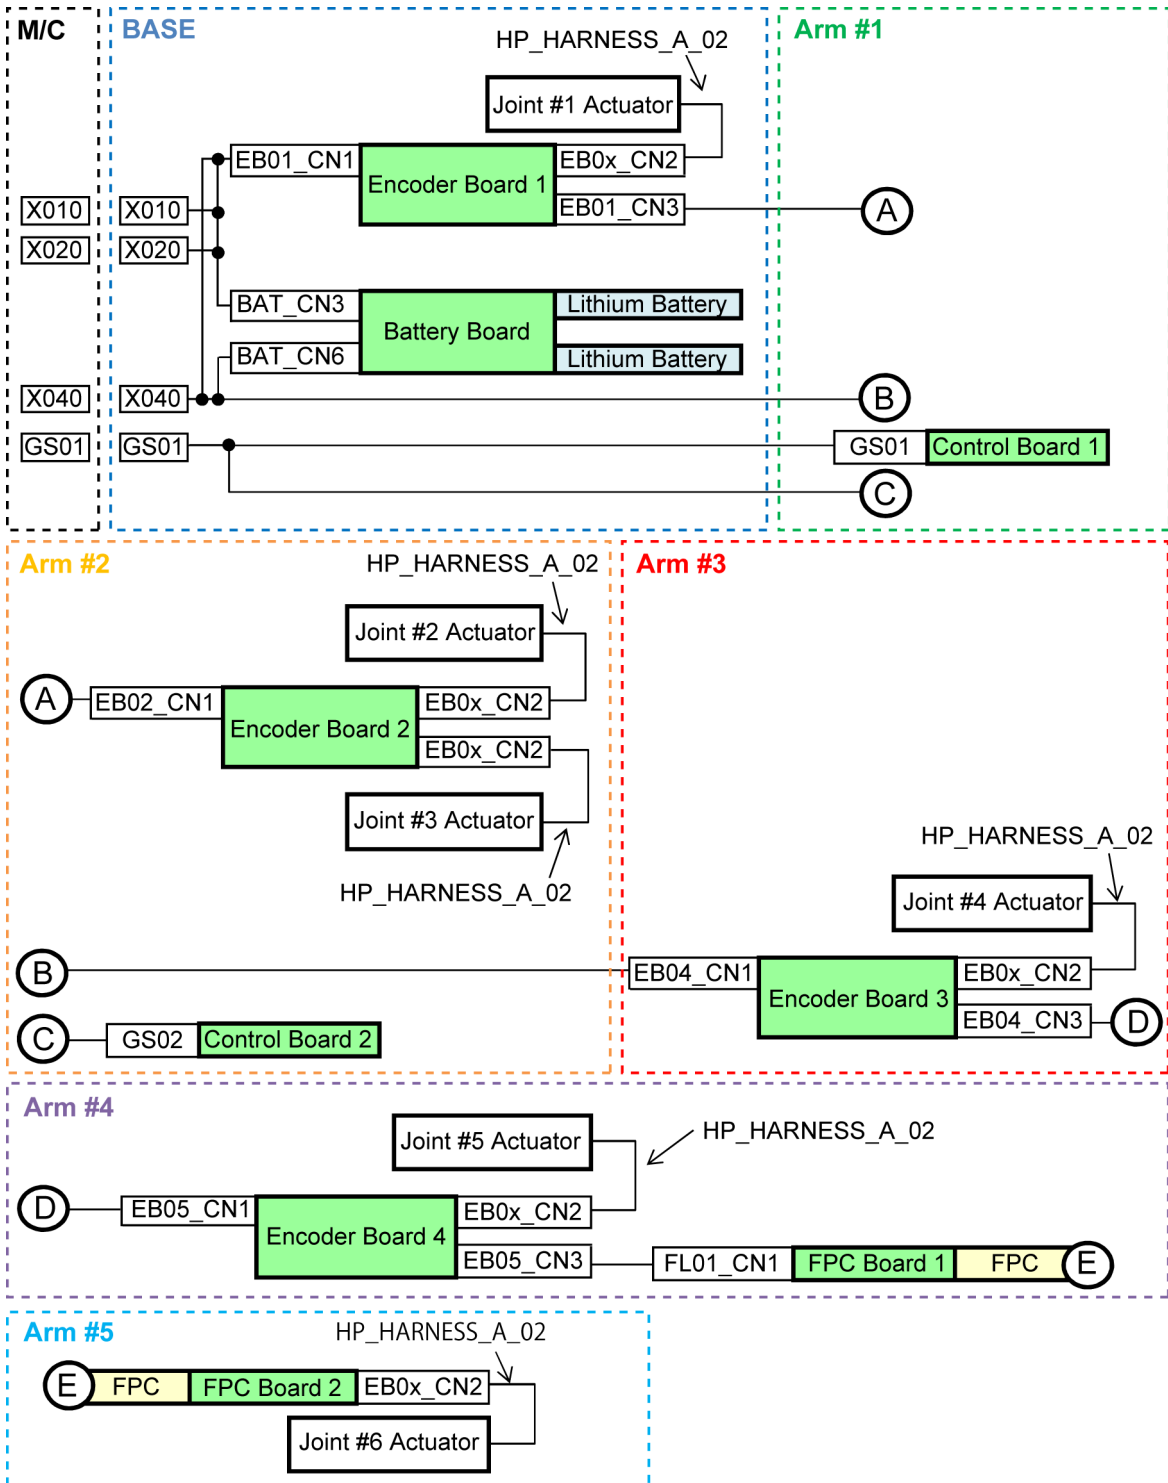 M/C
BASE
Arm #1
HP_HARNESS_A_02
Joint #1 Actuator
EB01_CN1
Encoder Board 1
EB0x_CN2
EB01_CN3
A
X010
X010
X020
X020
BAT_CN3
Battery Board
Lithium Battery
BAT_CN6
Lithium Battery
X040
X040
B
GS01
GS01
GS01
Control Board 1
C
Arm #2
HP_HARNESS_A_02
Joint #2 Actuator
A
EB02_CN1
Encoder Board 2
EB0x_CN2
EB0x_CN2
Joint #3 Actuator
HP_HARNESS_A_02
B
C
GS02
Control Board 2
Arm #3
HP_HARNESS_A_02
Joint #4 Actuator
EB04_CN1
Encoder Board 3
EB0x_CN2
EB04_CN3
D
Arm #4
Joint #5 Actuator
HP_HARNESS_A_02
D
EB05_CN1
Encoder Board 4
EB0x_CN2
EB05_CN3
FL01_CN1
FPC Board 1
FPC
E
Arm #5
HP_HARNESS_A_02
E
FPC
FPC Board 2
EB0x_CN2
Joint #6 Actuator